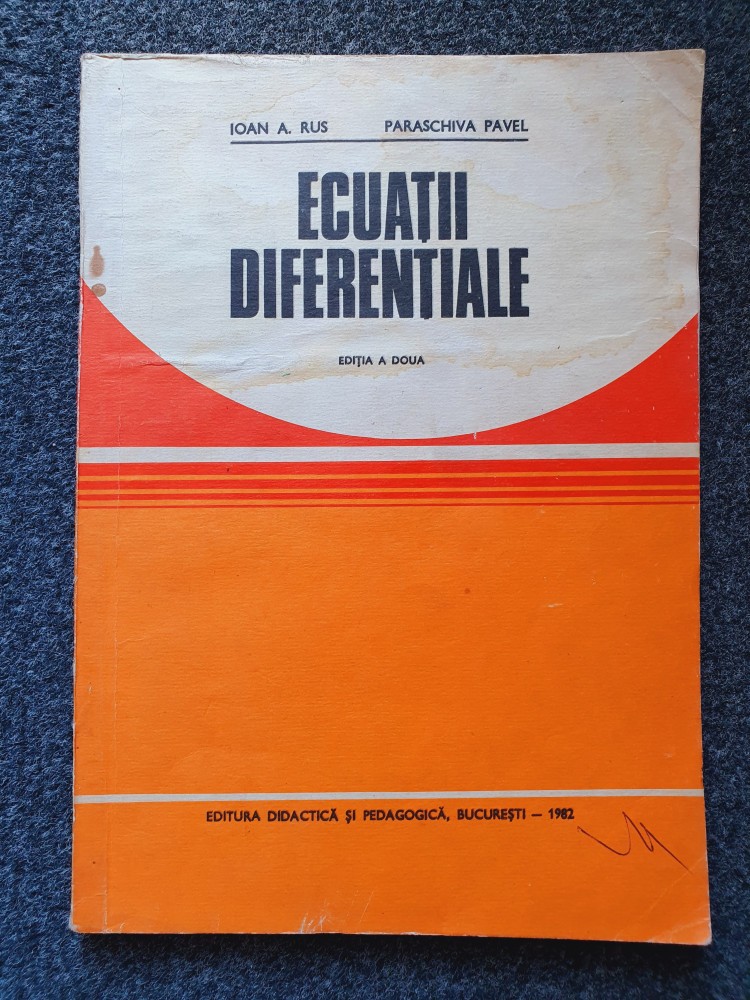 IOAN A. RUS PARASCHIVA PAVEL
ECUAȚII
DIFERENȚIALE
EDIȚIA A DOUA
EDITURA DIDACTICĂ ȘI PEDAGOGICĂ, BUCUREȘTI — 1982